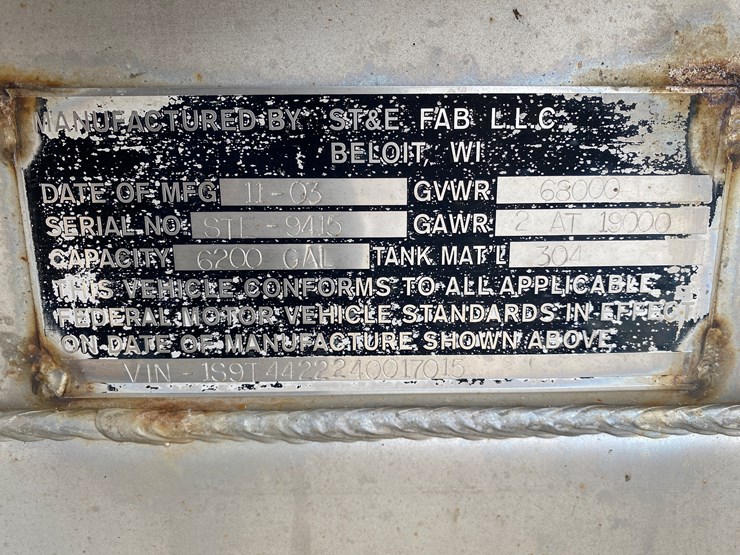 MANUFACTURED BY ST&E FAB L.L.C.
BELOIT, WI
DATE OF MFG 11-03 GVWR 68000
SERIAL NO. STE-9415 GAWR 2 AT 19000
CAPACITY 6200 GAL TANK MAT'L 304
THIS VEHICLE CONFORMS TO ALL APPLICABLE
FEDERAL MOTOR VEHICLE STANDARDS IN EFFECT
ON DATE OF MANUFACTURE SHOWN ABOVE
VIN - 1S9T4422240017015